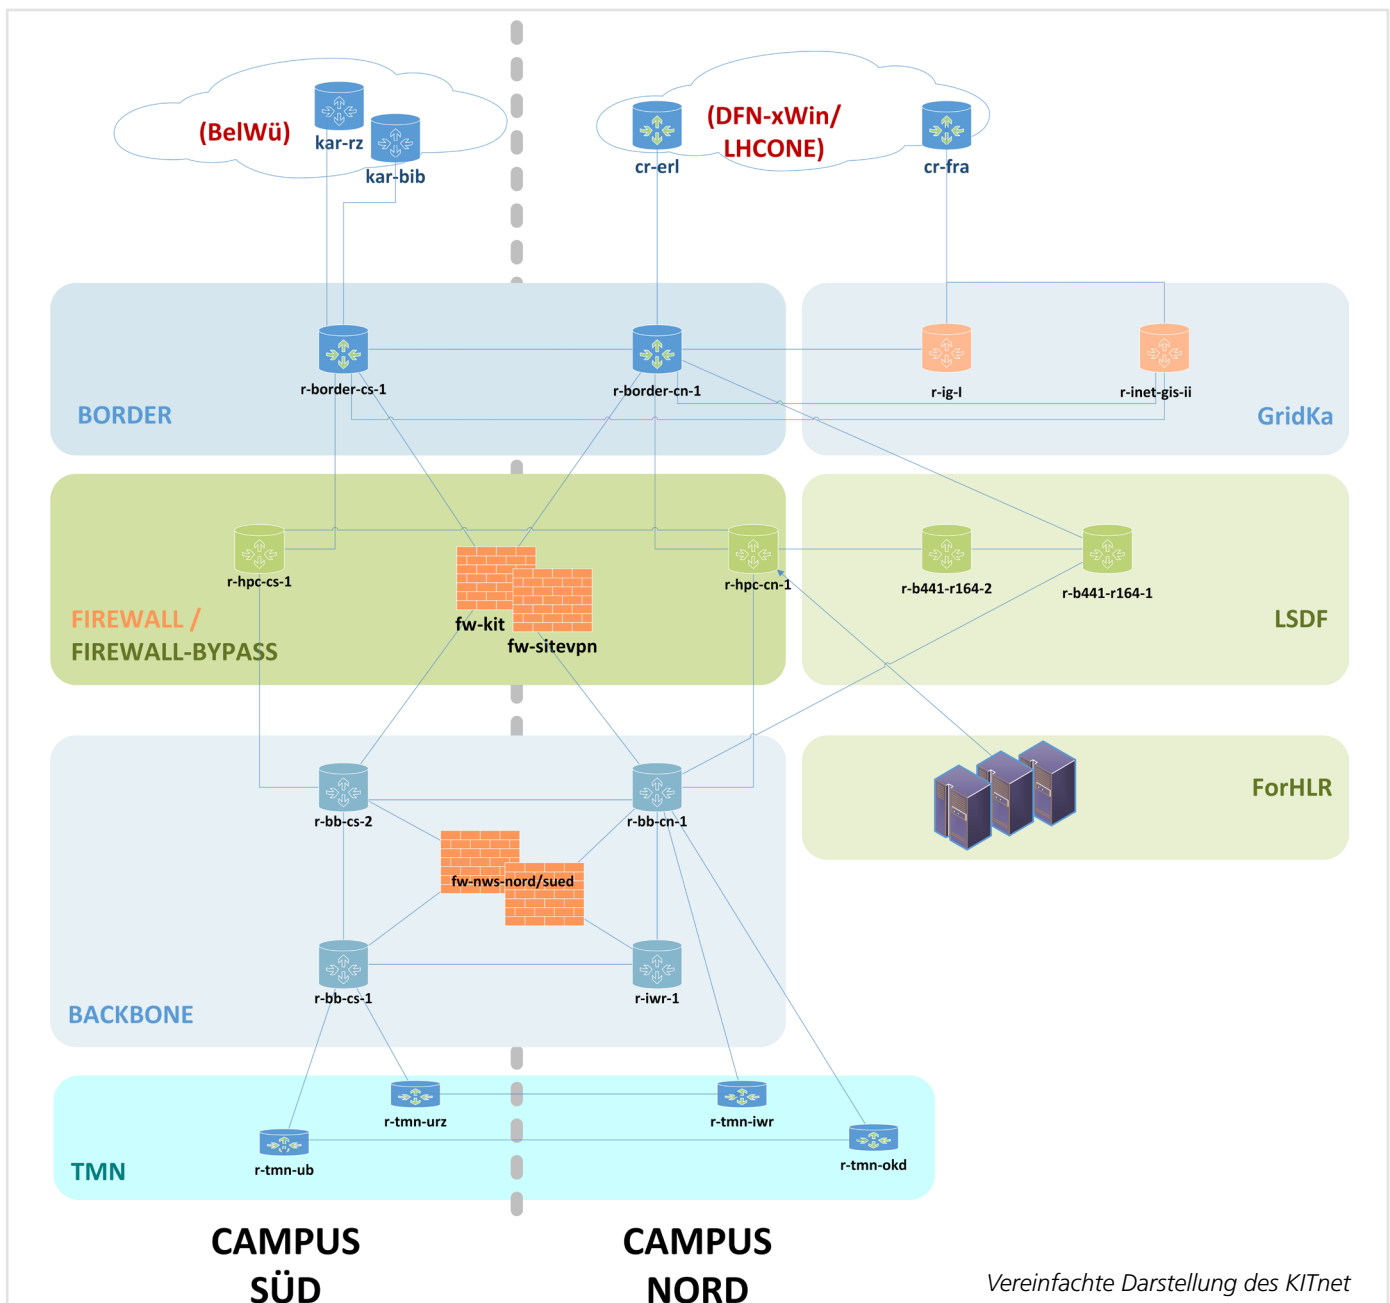 (BelWü)
kar-rz
kar-bib
(DFN-xWin/
LHCONE)
cr-erl
cr-fra
r-border-cs-1
r-border-cn-1
r-ig-I
r-inet-gis-ii
BORDER
GridKa
r-hpc-cs-1
r-hpc-cn-1
r-b441-r164-2
r-b441-r164-1
fw-kit
fw-sitevpn
FIREWALL /
FIREWALL-BYPASS
LSDF
r-bb-cs-2
r-bb-cn-1
ForHLR
fw-nws-nord/sued
r-bb-cs-1
r-iwr-1
BACKBONE
r-tmn-urz
r-tmn-iwr
r-tmn-ub
r-tmn-okd
TMN
CAMPUS
SÜD
CAMPUS
NORD
Vereinfachte Darstellung des KITnet